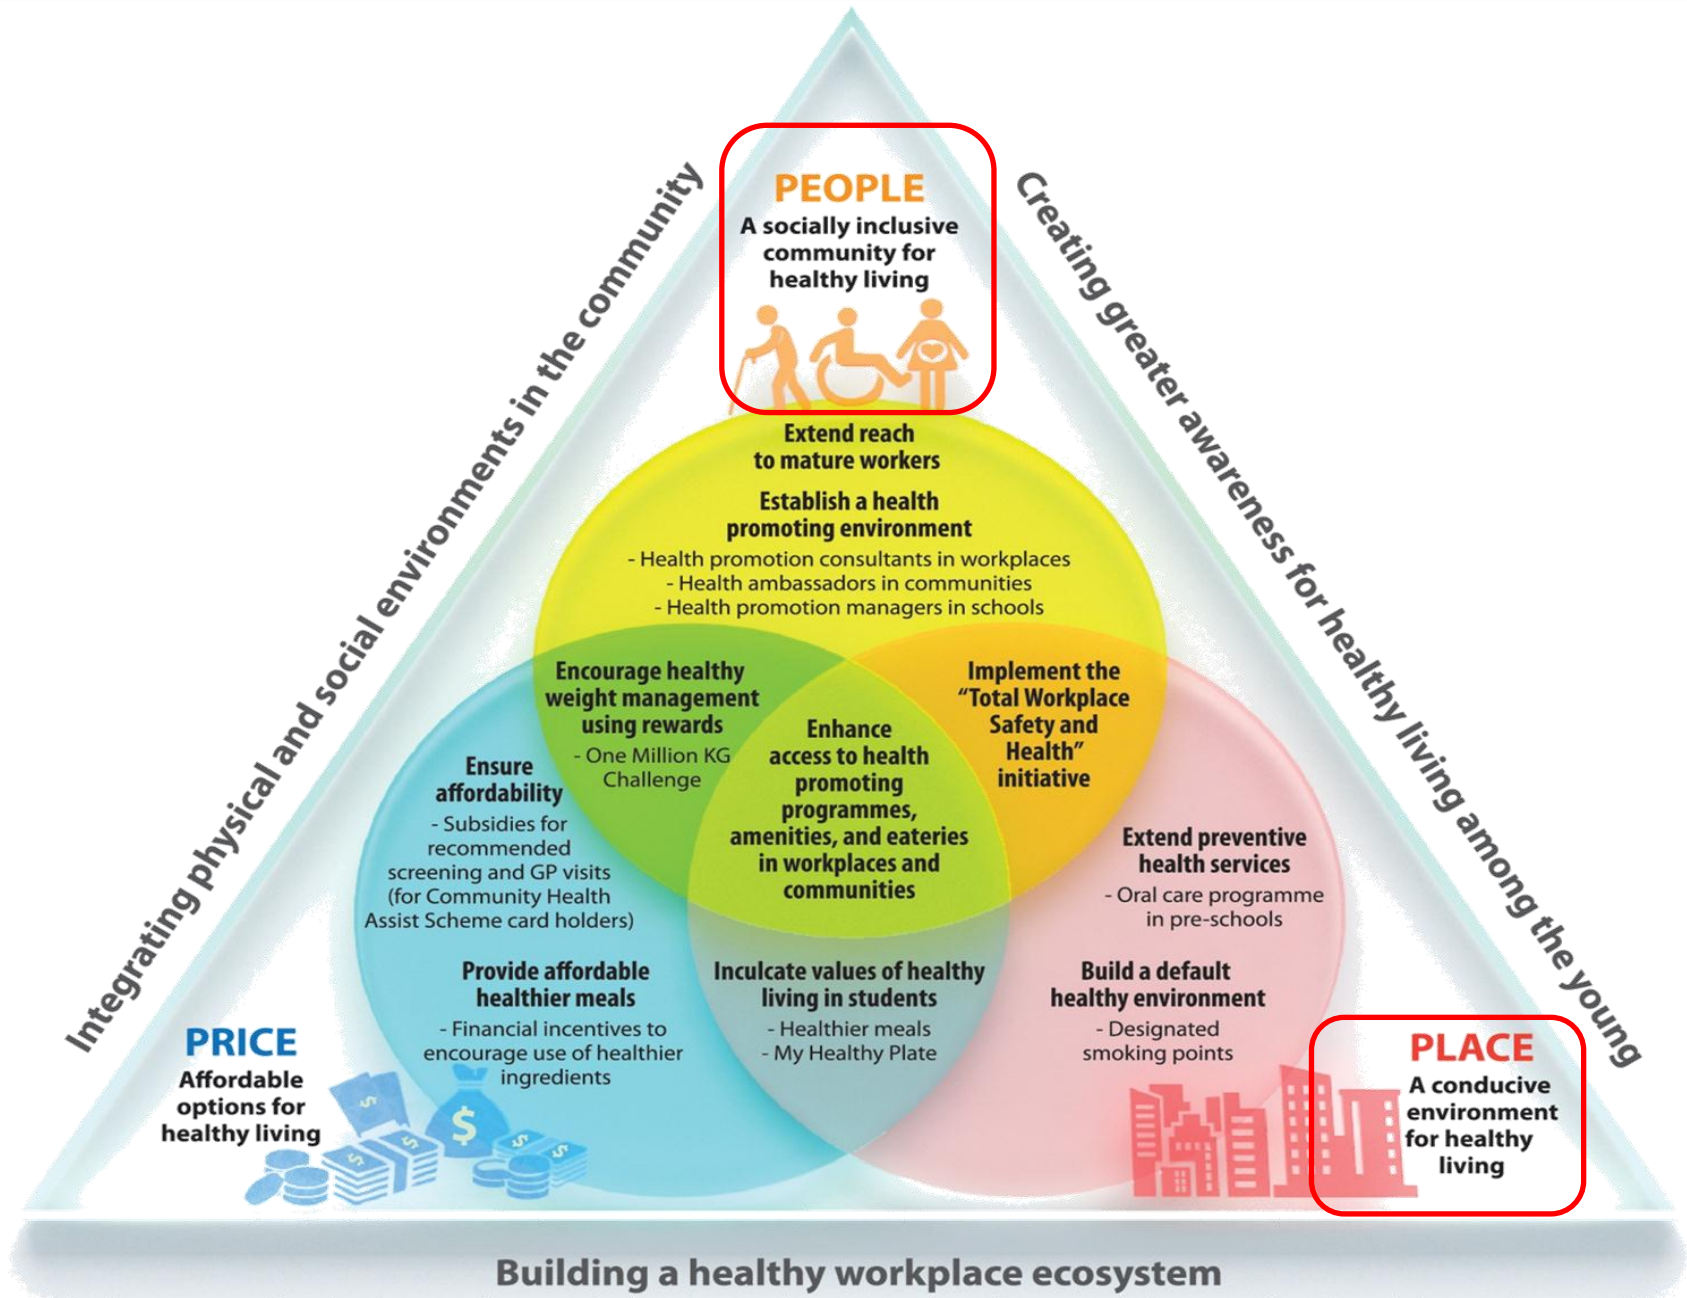 Integrating physical and social environments in the community
Creating greater awareness for healthy living among the young
PEOPLE
A socially inclusive
community for
healthy living
Extend reach
to mature workers
Establish a health
promoting environment
- Health promotion consultants in workplaces
- Health ambassadors in communities
- Health promotion managers in schools
Encourage healthy
weight management
using rewards
- One Million KG
Challenge
Implement the
“Total Workplace
Safety and
Health”
initiative
Enhance
access to health
promoting
programmes,
amenities, and eateries
in workplaces and
communities
Ensure
affordability
- Subsidies for
recommended
screening and GP visits
(for Community Health
Assist Scheme card holders)
Provide affordable
healthier meals
- Financial incentives to
encourage use of healthier
ingredients
Inculcate values of healthy
living in students
- Healthier meals
- My Healthy Plate
Extend preventive
health services
- Oral care programme
in pre-schools
Build a default
healthy environment
- Designated
smoking points
PRICE
Affordable
options for
healthy living
$
$
$
$
$
$
PLACE
A conducive
environment
for healthy
living
Building a healthy workplace ecosystem